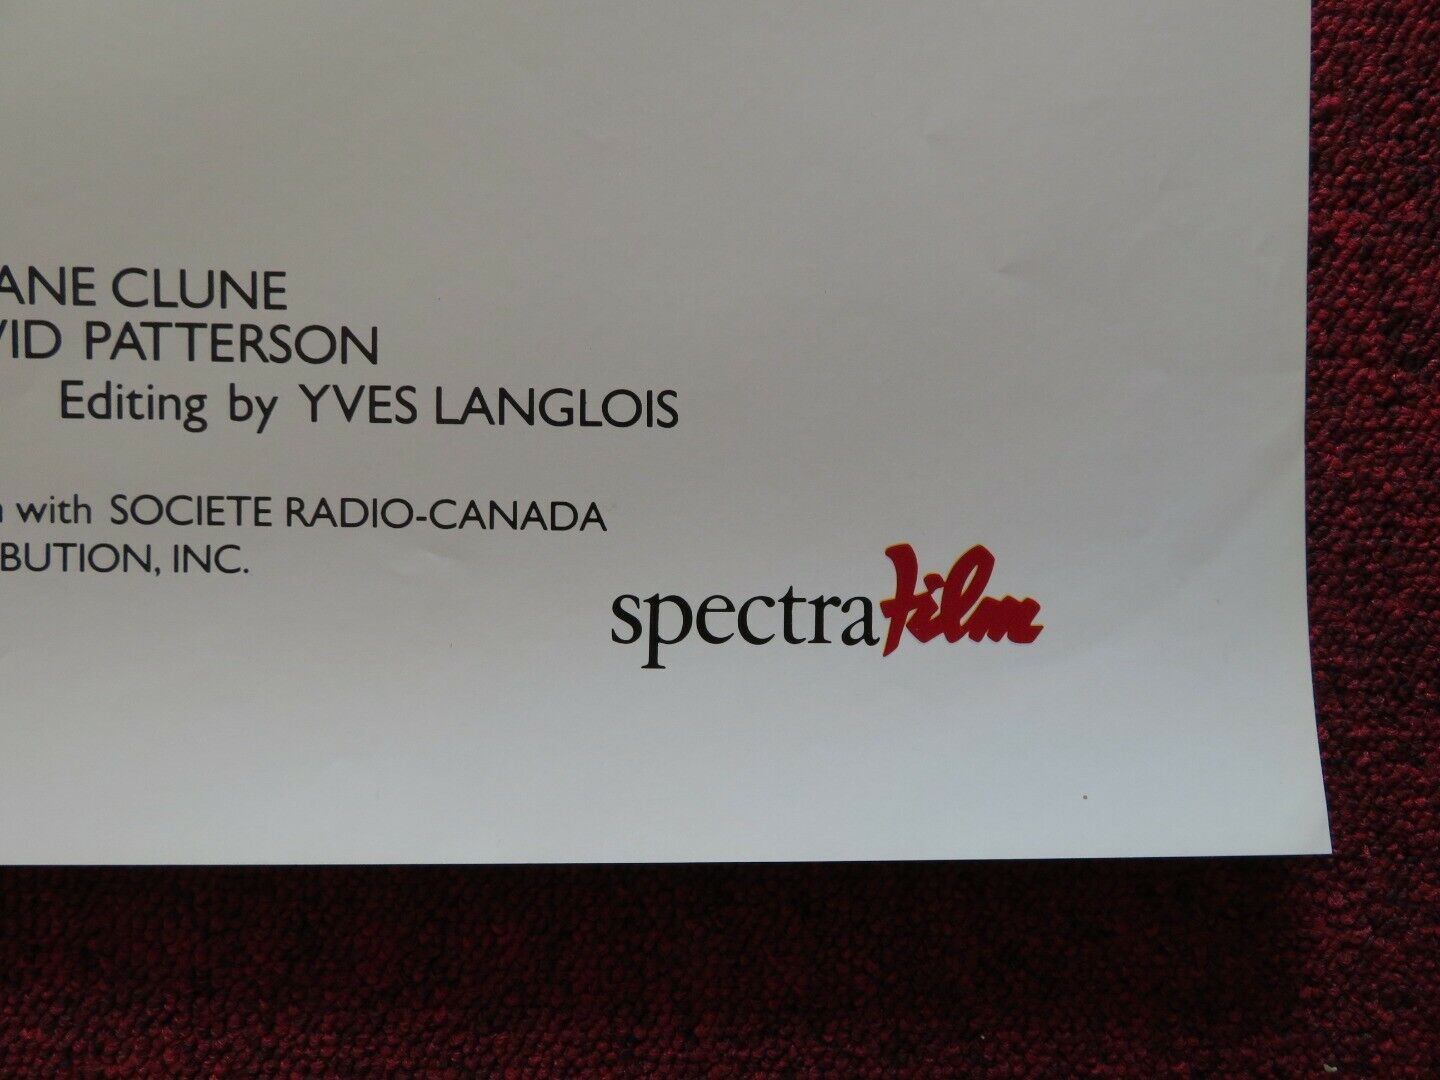 ANE CLUNE
VID PATTERSON
Editing by YVES LANGLOIS
with SOCIETE RADIO-CANADA
BUTION, INC.
spectrafilm